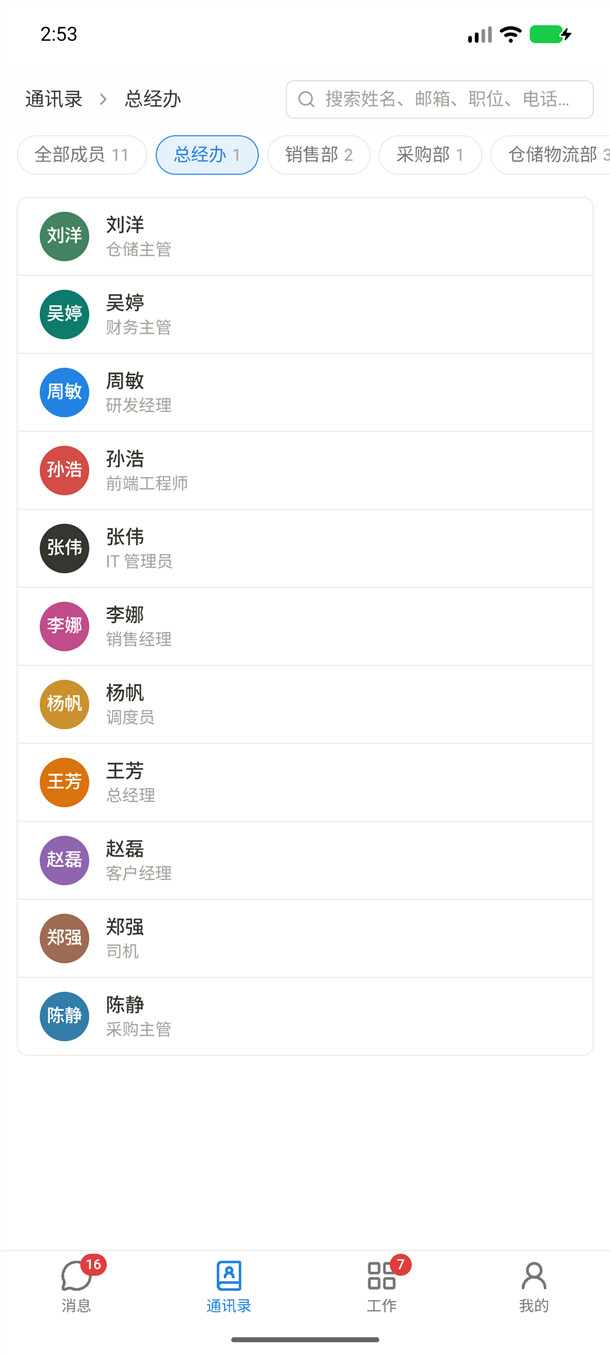 2:53
通讯录 > 总经办
搜索姓名、邮箱、职位、电话...
全部成员 11 总经办 1 销售部 2 采购部 1 仓储物流部 3
刘洋 刘洋
仓储主管
吴婷 吴婷
财务主管
周敏 周敏
研发经理
孙浩 孙浩
前端工程师
张伟 张伟
IT 管理员
李娜 李娜
销售经理
杨帆 杨帆
调度员
王芳 王芳
总经理
赵磊 赵磊
客户经理
郑强 郑强
司机
陈静 陈静
采购主管
16 7
消息 通讯录 工作 我的